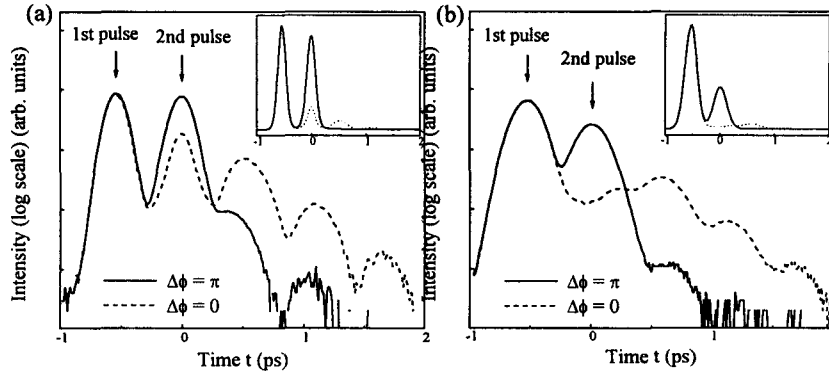 (a)
1st pulse
2nd pulse
-1 0 1 2
Intensity (log scale) (arb. units)
Δϕ = π
Δϕ = 0
-1 0 1 2
Time t (ps)
(b)
1st pulse
2nd pulse
-1 0 1 2
Intensity (log scale) (arb. units)
Δϕ = π
Δϕ = 0
-1 0 1
Time t (ps)